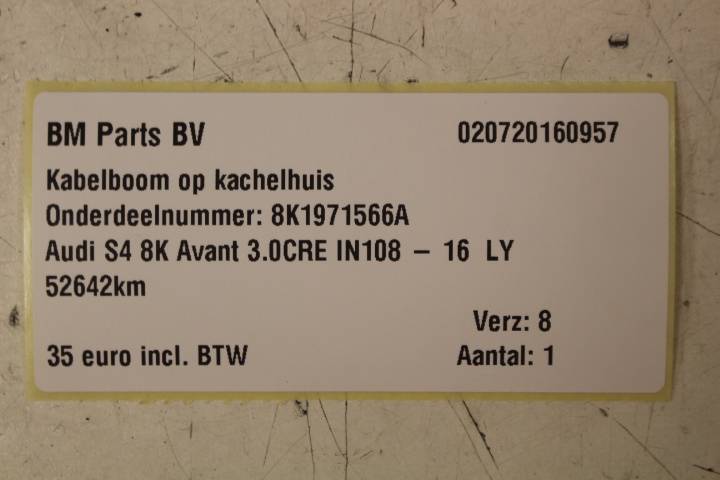 BM Parts BV 020720160957
Kabelboom op kachelhuis
Onderdeelnummer: 8K1971566A
Audi S4 8K Avant 3.0CRE IN108 – 16 LY
52642km
Verz: 8
35 euro incl. BTW Aantal: 1